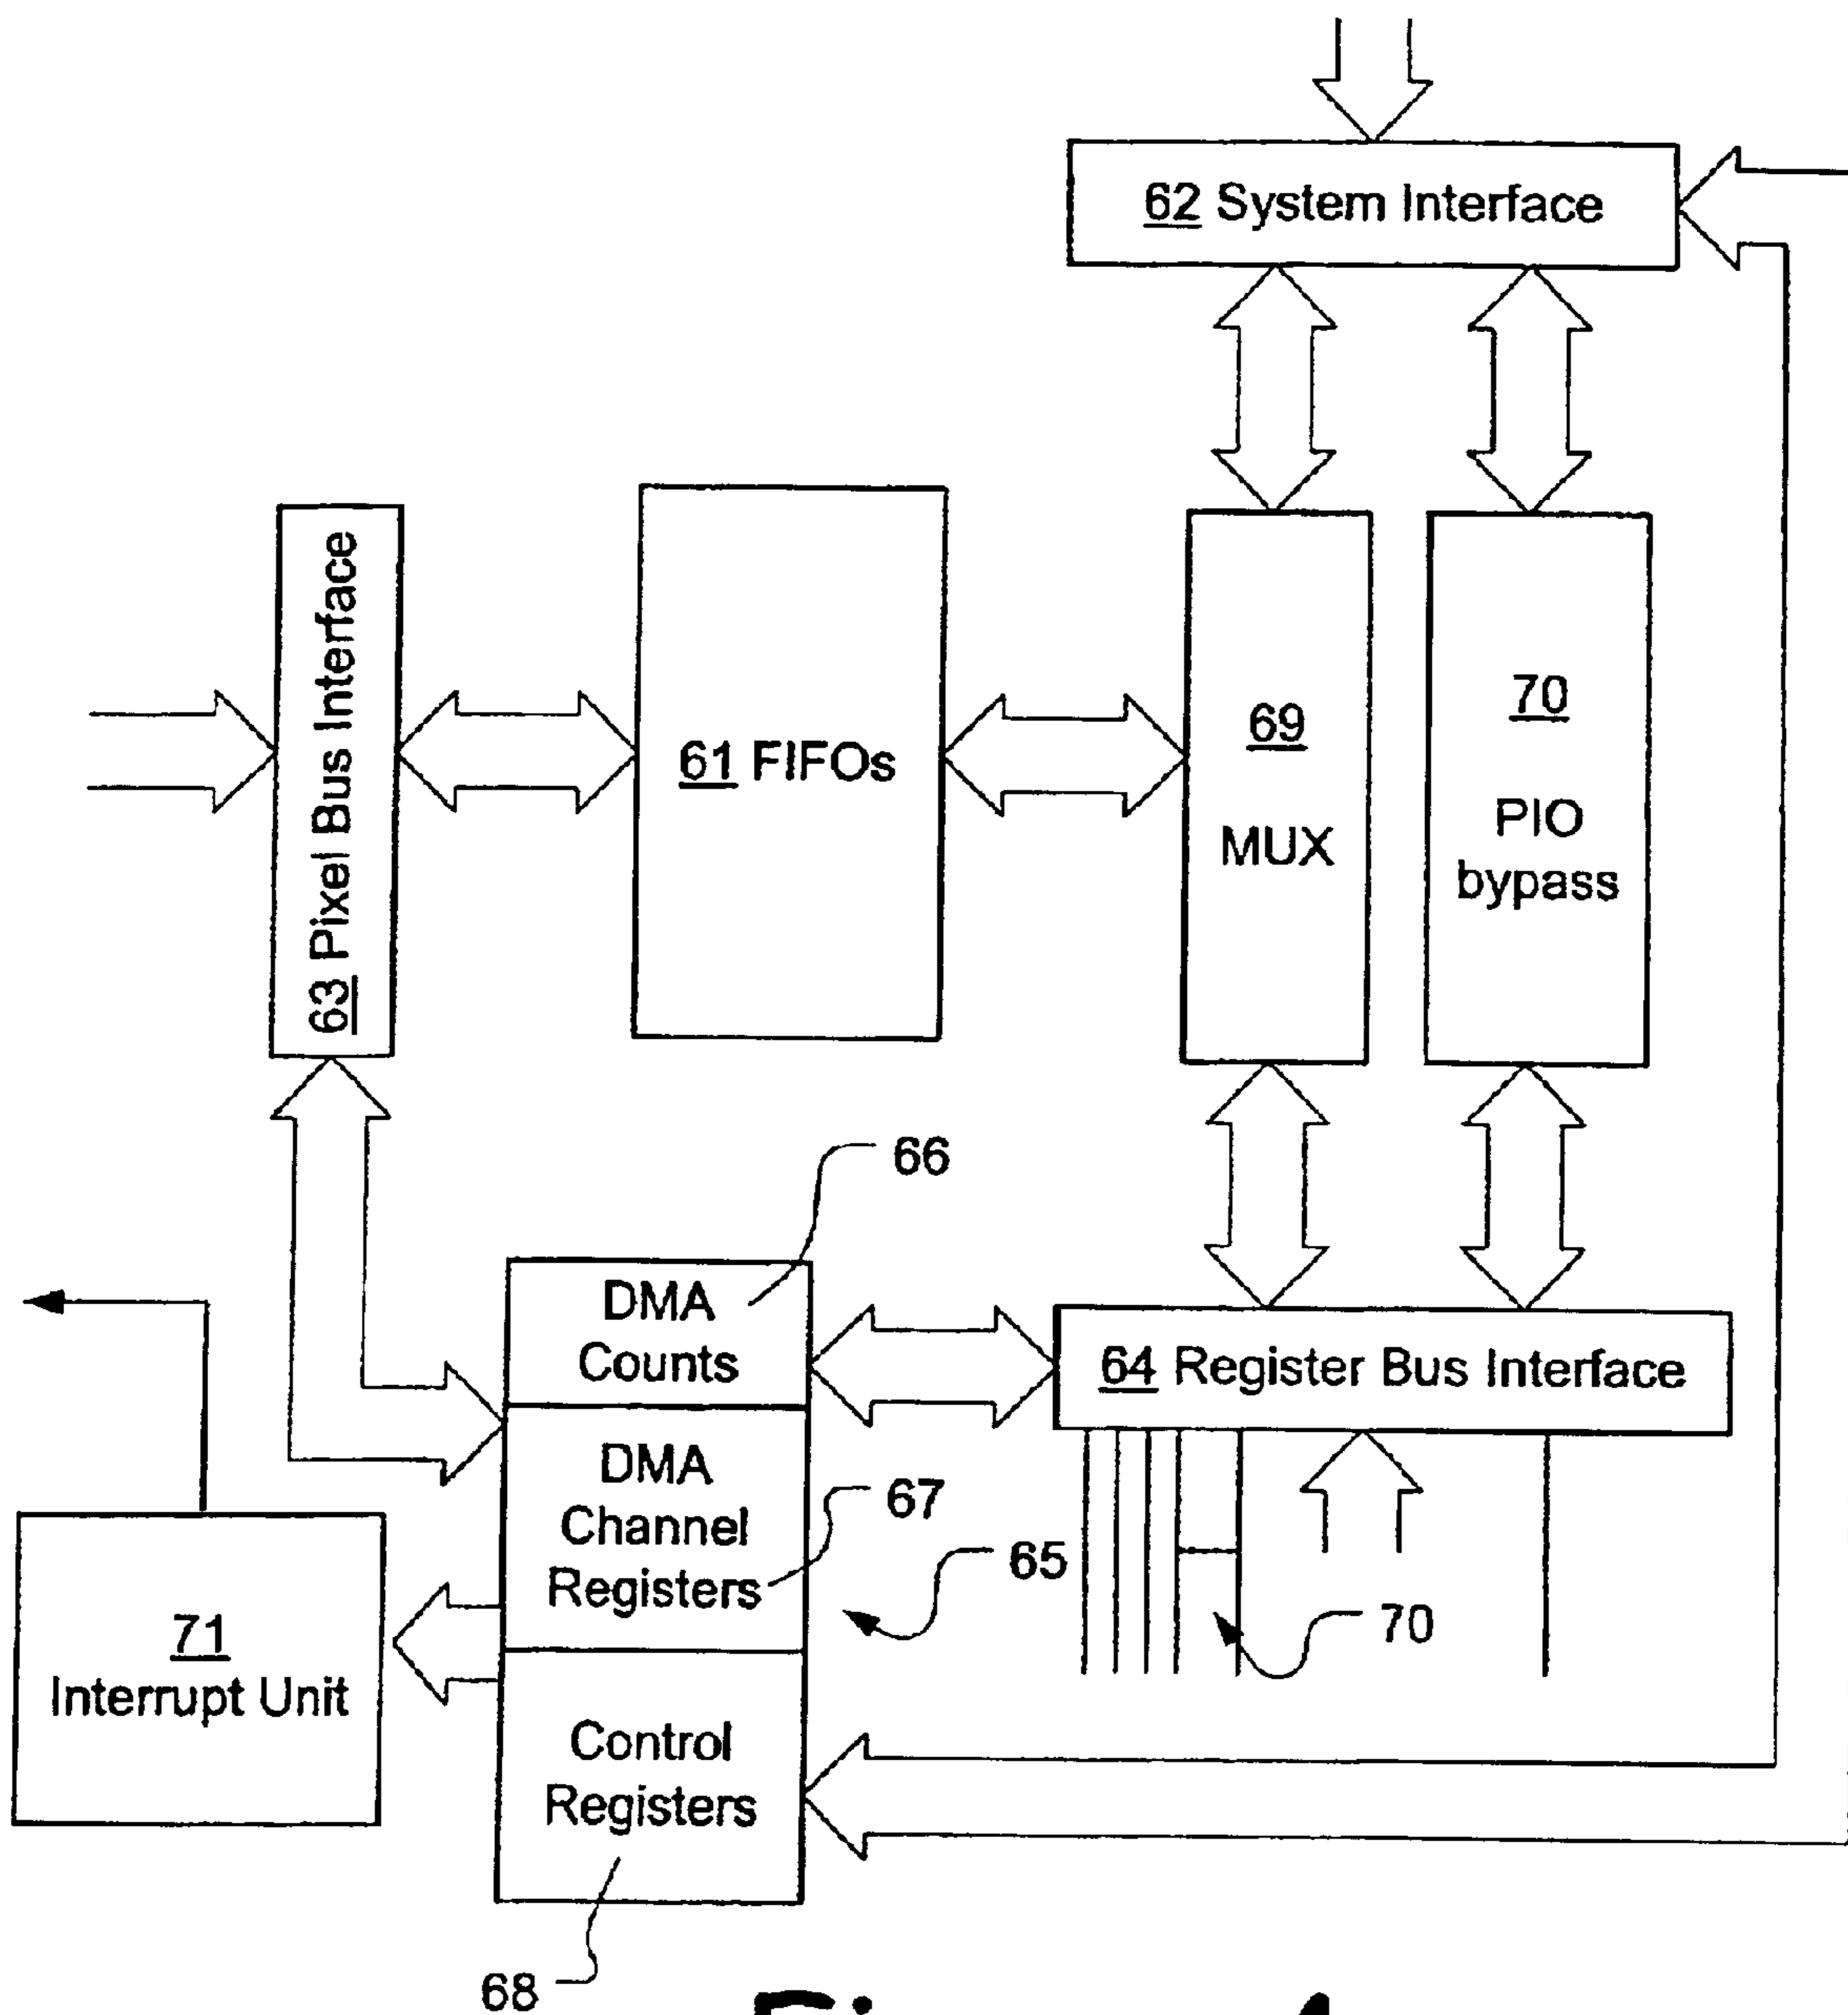 62 System Interface
63 Pixel Bus Interface
61 FIFOs
69
MUX
70
PIO
bypass
66
DMA
Counts
64 Register Bus Interface
DMA
Channel
Registers
67
65
70
71
Interrupt Unit
Control
Registers
68